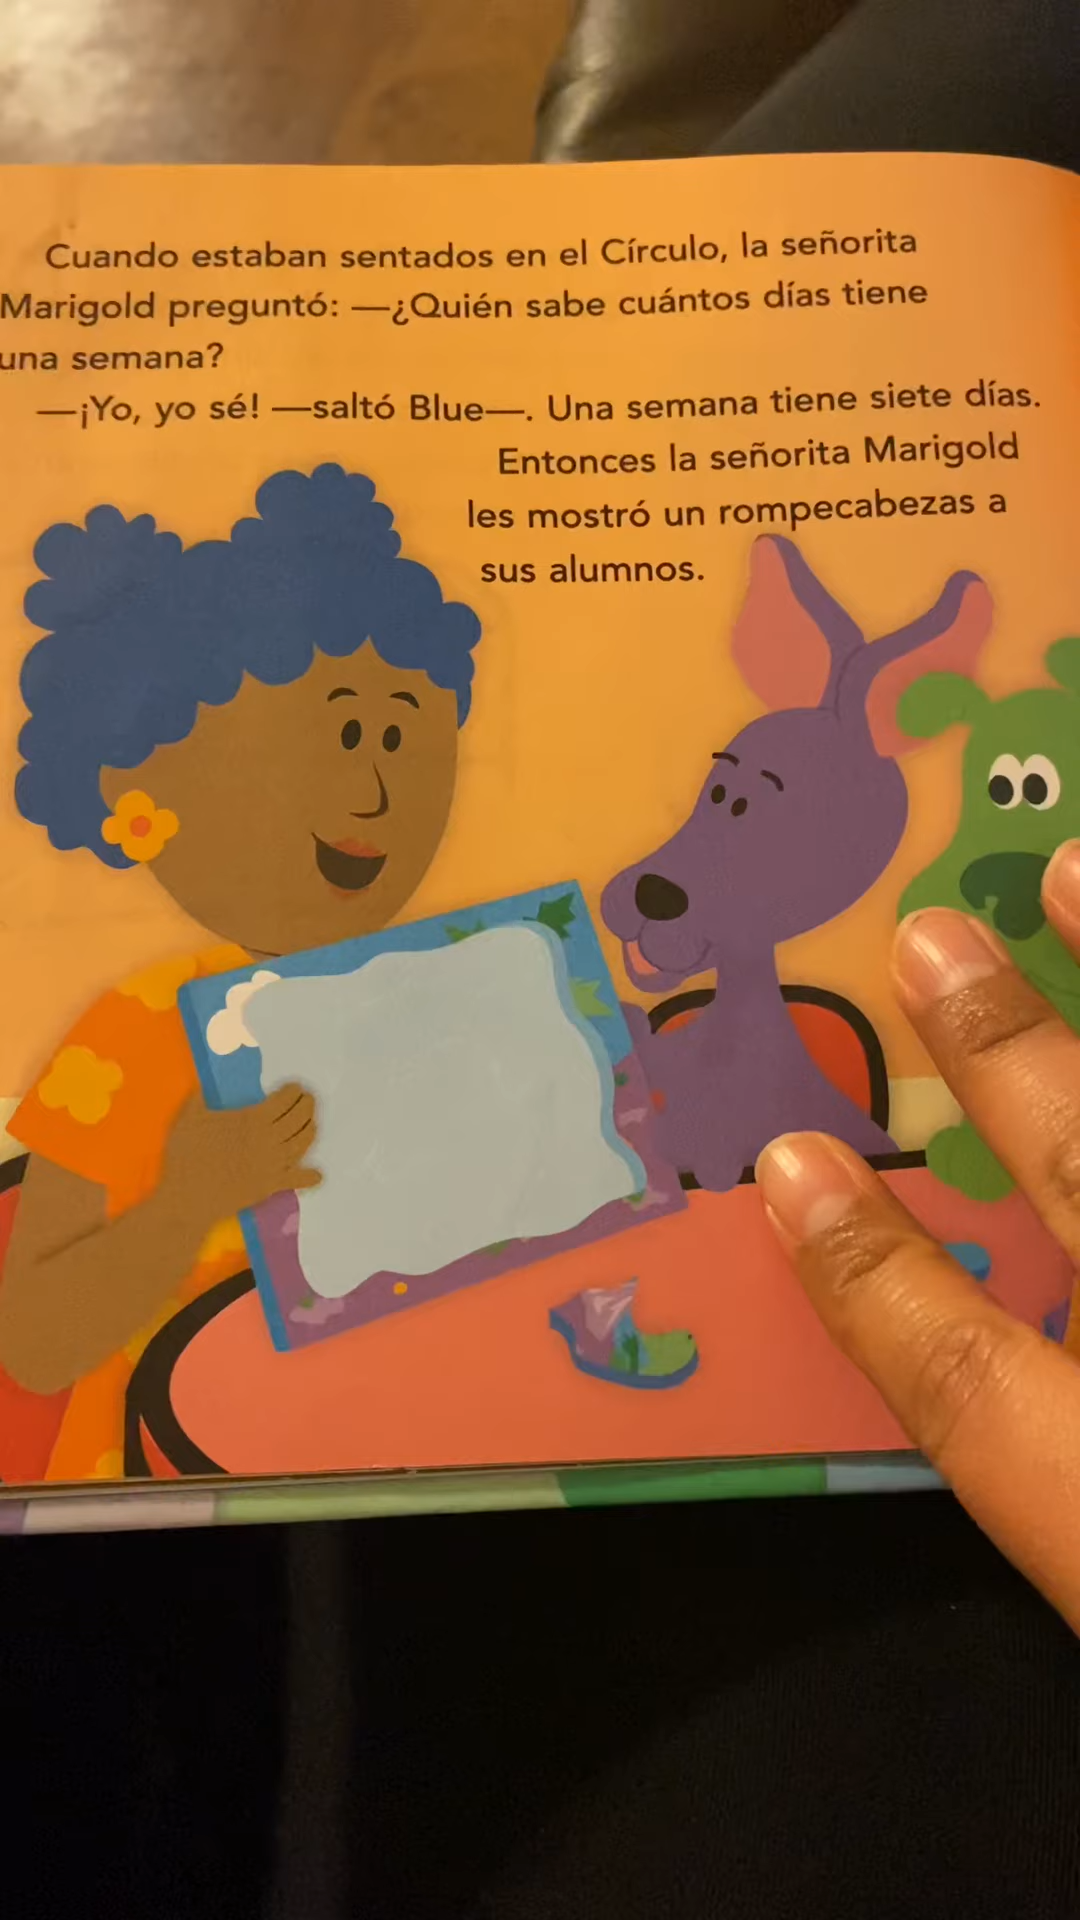 Cuando estaban sentados en el Círculo, la señorita
Marigold preguntó: —¿Quién sabe cuántos días tiene
una semana?
—¡Yo, yo sé! —saltó Blue—. Una semana tiene siete días.
Entonces la señorita Marigold
les mostró un rompecabezas a
sus alumnos.